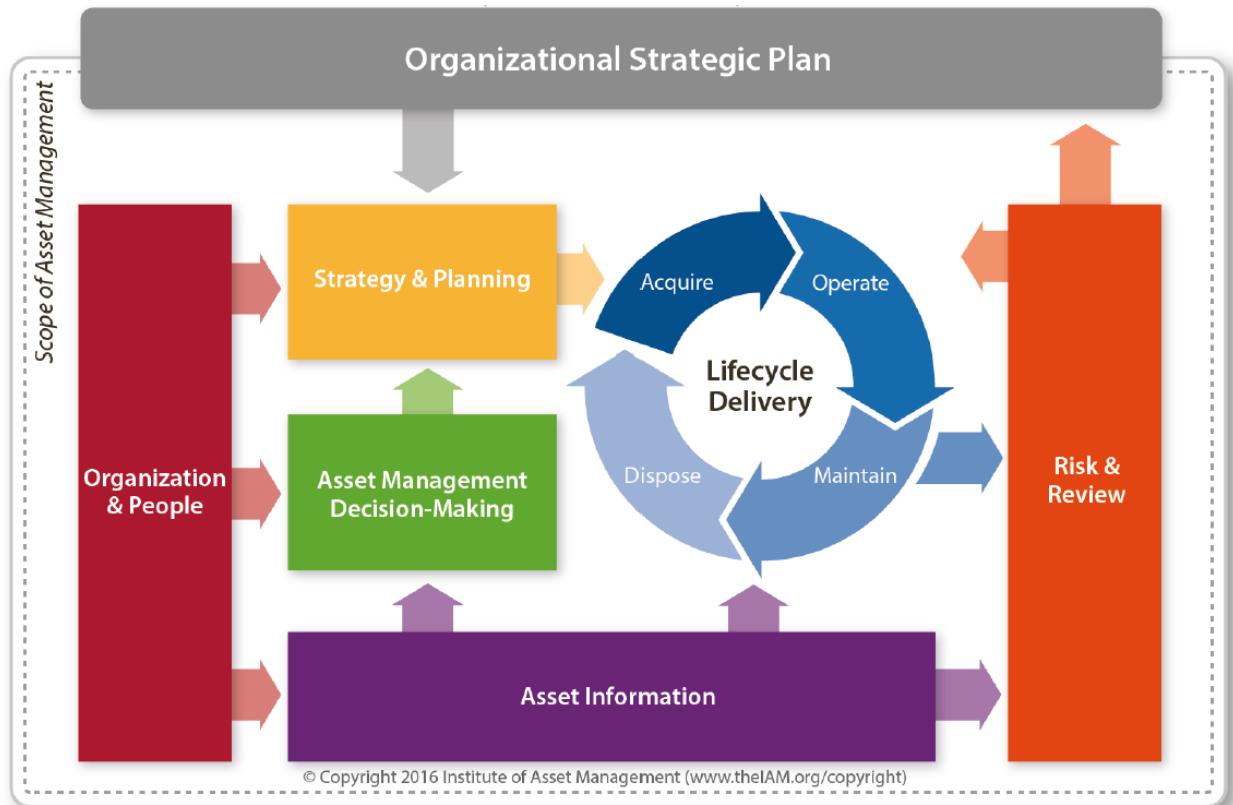 Organizational Strategic Plan
Scope of Asset Management
Strategy & Planning
Acquire
Operate
Lifecycle
Delivery
Organization
& People
Asset Management
Decision-Making
Dispose
Maintain
Risk &
Review
Asset Information
© Copyright 2016 Institute of Asset Management (www.theIAM.org/copyright)